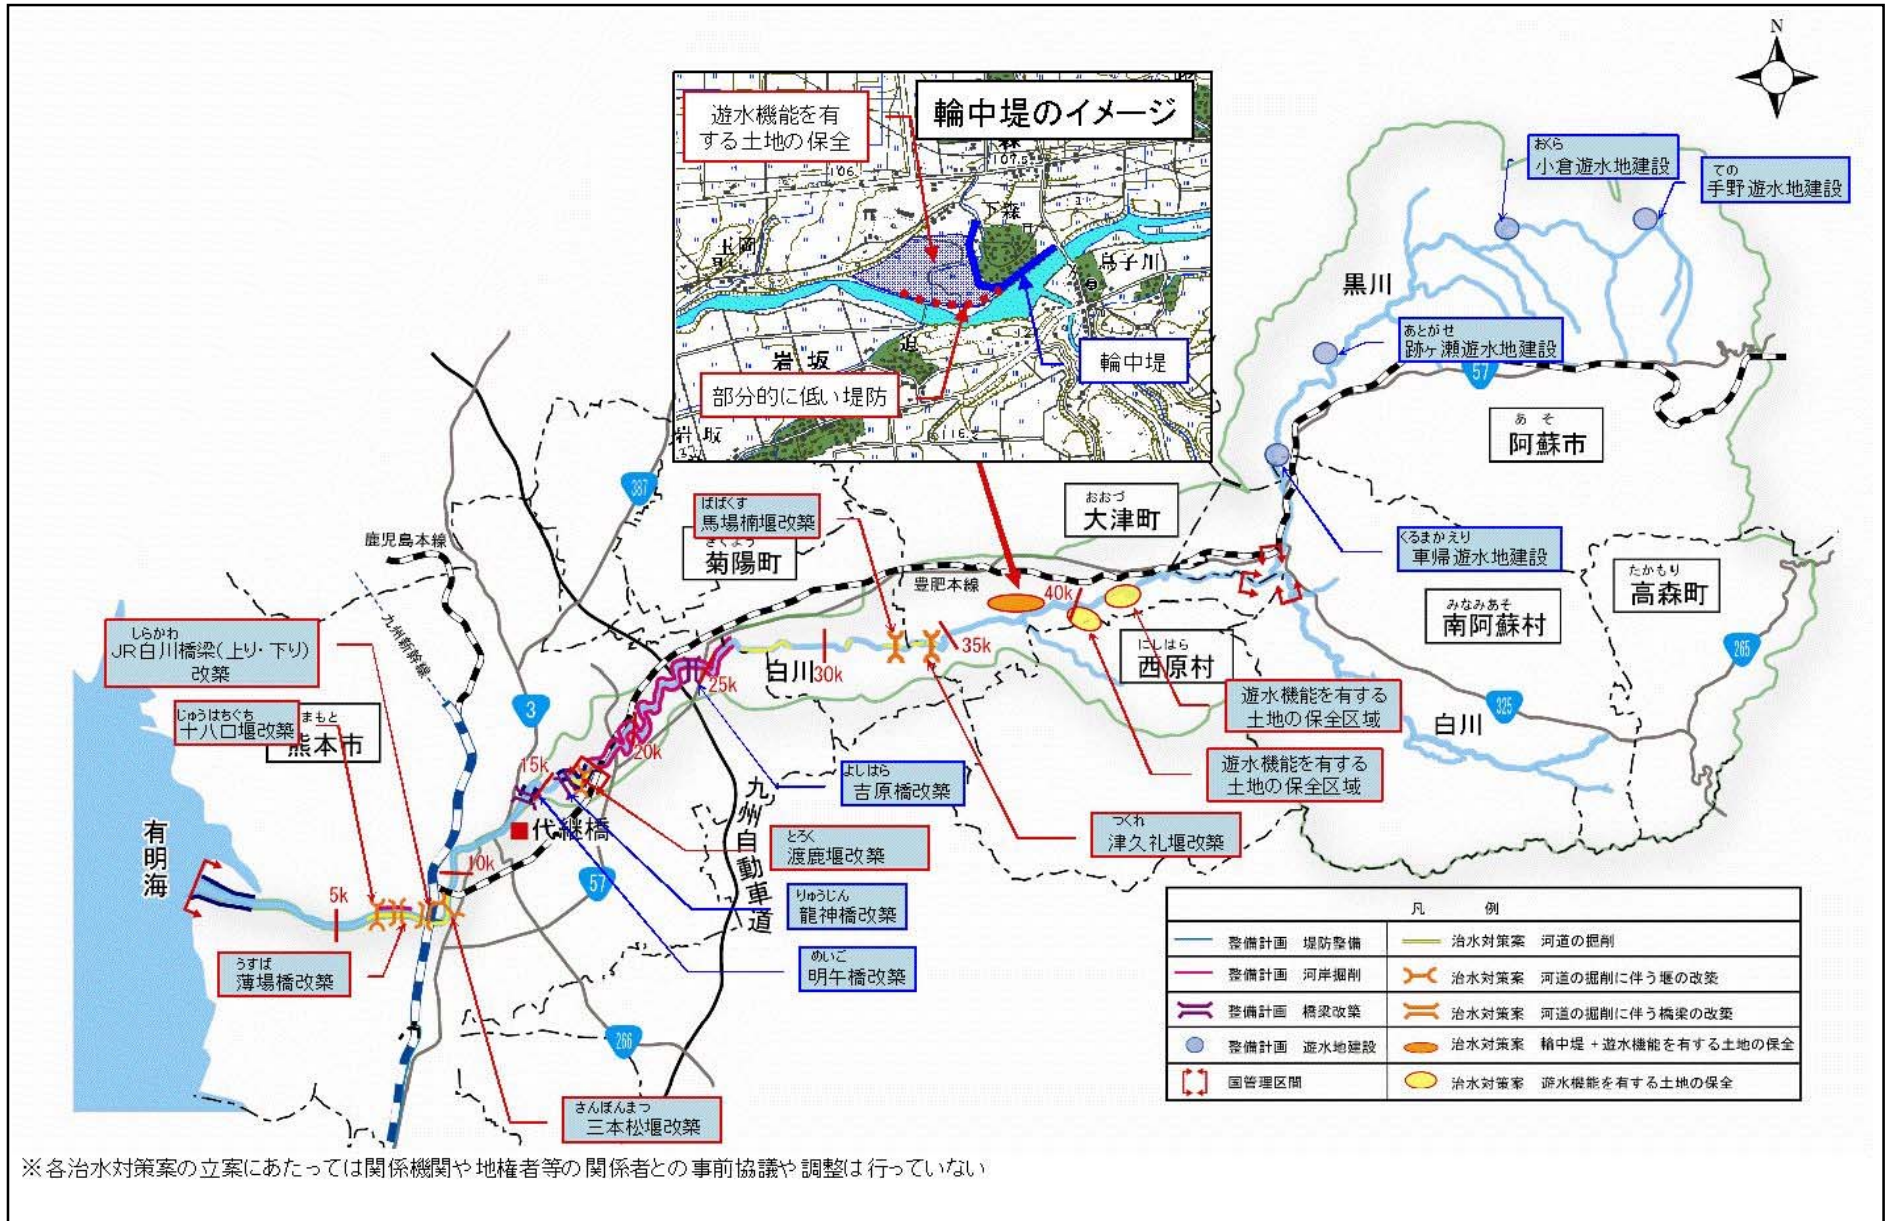 N
輪中堤のイメージ
遊水機能を有
する土地の保全
107.5
106
下森
玉岡
鳥子川
岩坂
迫
輪中堤
部分的に低い堤防
岩坂
116.2
おぐら
小倉遊水地建設
ての
手野遊水地建設
黒川
あとがせ
跡ヶ瀬遊水地建設
57
あそ
阿蘇市
387
ばばくす
馬場楠堰改築
きくよう
菊陽町
おおづ
大津町
くるまかえり
車帰遊水地建設
鹿児島本線
豊肥本線
40k
たかもり
高森町
みなみあそ
南阿蘇村
にしはら
西原村
しらかわ
JR白川橋梁(上り・下り)
改築
九州新幹線
35k
白川
30k
25k
265
じゅうはちぐち
十八口堰改築
まもと
熊本市
3
遊水機能を有する
土地の保全区域
325
白川
20k
15k
よしはら
吉原橋改築
遊水機能を有する
土地の保全区域
有明海
代継橋
九州自動車道
とろく
渡鹿堰改築
つくれ
津久礼堰改築
10k
57
5k
りゅうじん
龍神橋改築
めいご
明午橋改築
うすば
薄場橋改築
266
さんぼんまつ
三本松堰改築
凡 例
整備計画 堤防整備
治水対策案 河道の掘削
整備計画 河岸掘削
治水対策案 河道の掘削に伴う堰の改築
整備計画 橋梁改築
治水対策案 河道の掘削に伴う橋梁の改築
整備計画 遊水地建設
治水対策案 輪中堤+遊水機能を有する土地の保全
国管理区間
治水対策案 遊水機能を有する土地の保全
※各治水対策案の立案にあたっては関係機関や地権者等の関係者との事前協議や調整は行っていない